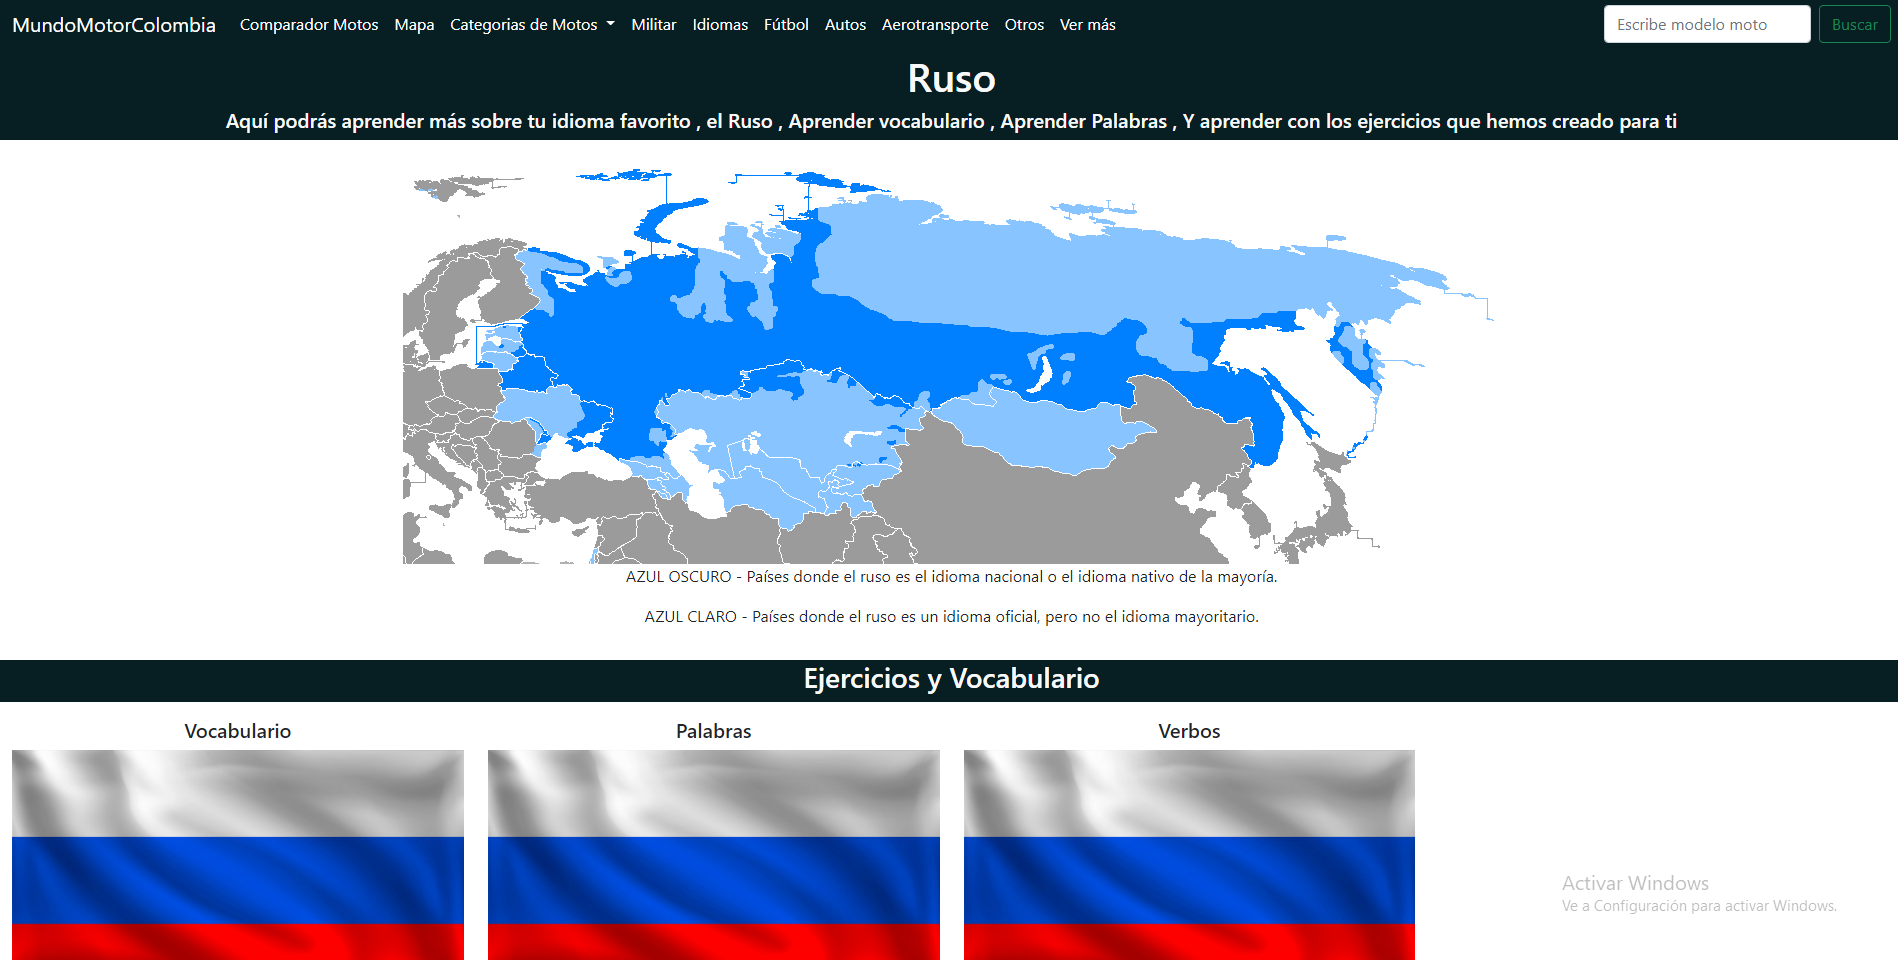 MundoMotorColombia Comparador Motos Mapa Categorias de Motos Militar Idiomas Fútbol Autos Aerotransporte Otros Ver más Escribe modelo moto Buscar
Ruso
Aquí podrás aprender más sobre tu idioma favorito , el Ruso , Aprender vocabulario , Aprender Palabras , Y aprender con los ejercicios que hemos creado para ti
AZUL OSCURO - Países donde el ruso es el idioma nacional o el idioma nativo de la mayoría.
AZUL CLARO - Países donde el ruso es un idioma oficial, pero no el idioma mayoritario.
Ejercicios y Vocabulario
Vocabulario Palabras Verbos
Activar Windows
Ve a Configuración para activar Windows.